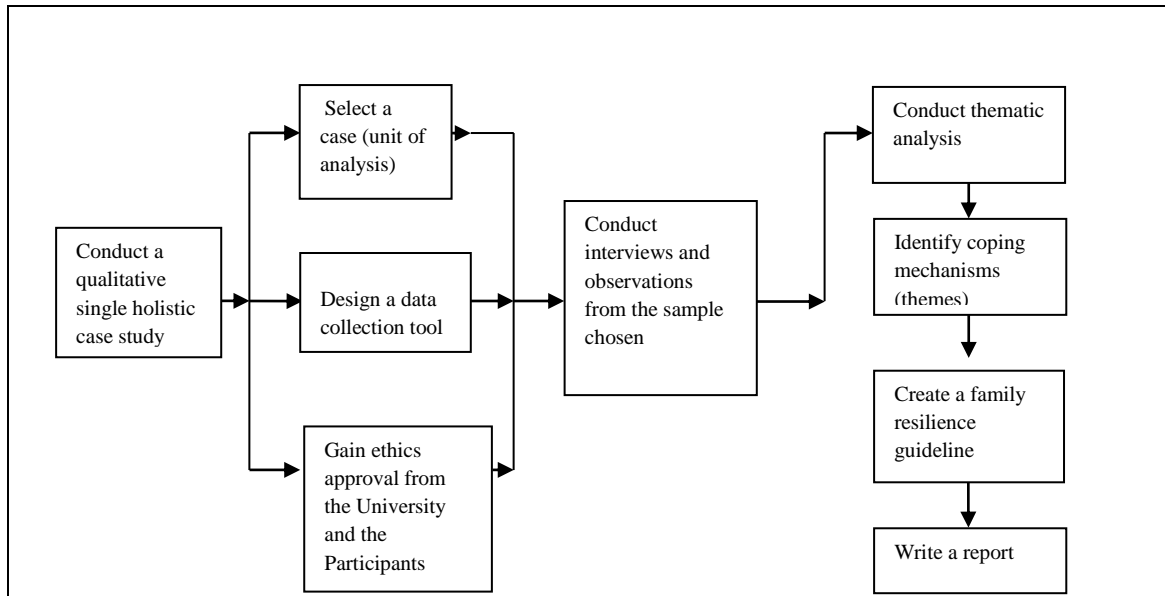 Conduct a
qualitative
single holistic
case study
Select a
case (unit of
analysis)
Design a data
collection tool
Gain ethics
approval from
the University
and the
Participants
Conduct
interviews and
observations
from the sample
chosen
Conduct thematic
analysis
Identify coping
mechanisms
(themes)
Create a family
resilience
guideline
Write a report